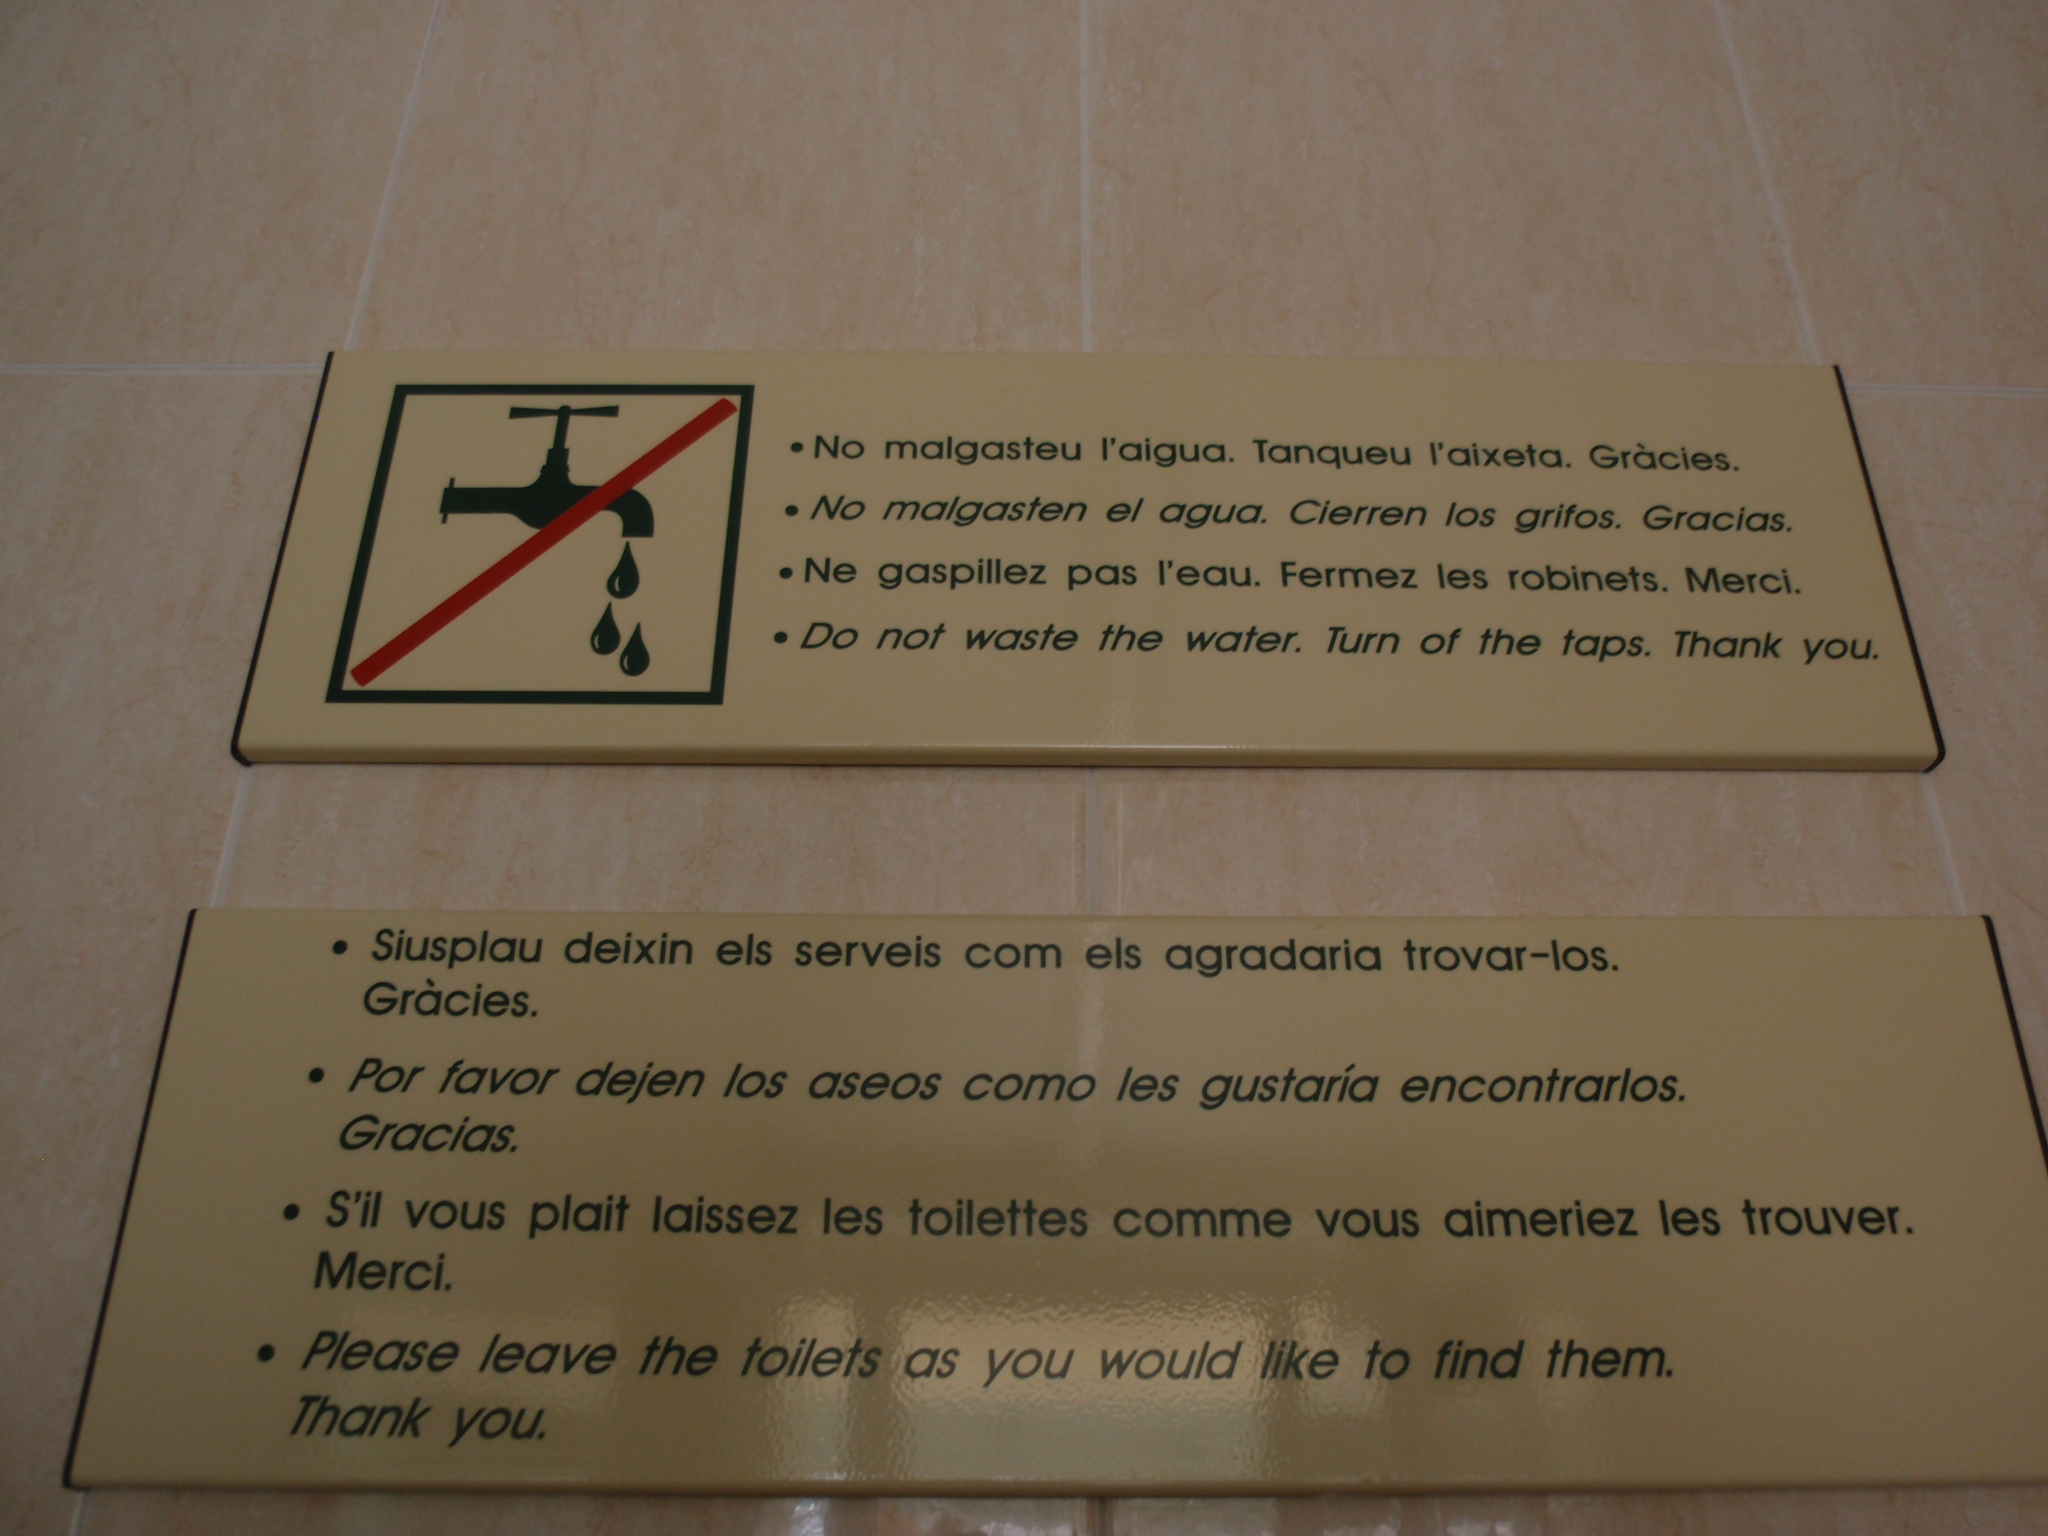 • No malgasteu l'aigua. Tanqueu l'aixeta. Gràcies.
• No malgasten el agua. Cierren los grifos. Gracias.
• Ne gaspillez pas l'eau. Fermez les robinets. Merci.
• Do not waste the water. Turn of the taps. Thank you.
• Siusplau deixin els serveis com els agradaria trovar-los.
Gràcies.
• Por favor dejen los aseos como les gustaría encontrarlos.
Gracias.
• S'il vous plait laissez les toilettes comme vous aimeriez les trouver.
Merci.
• Please leave the toilets as you would like to find them.
Thank you.